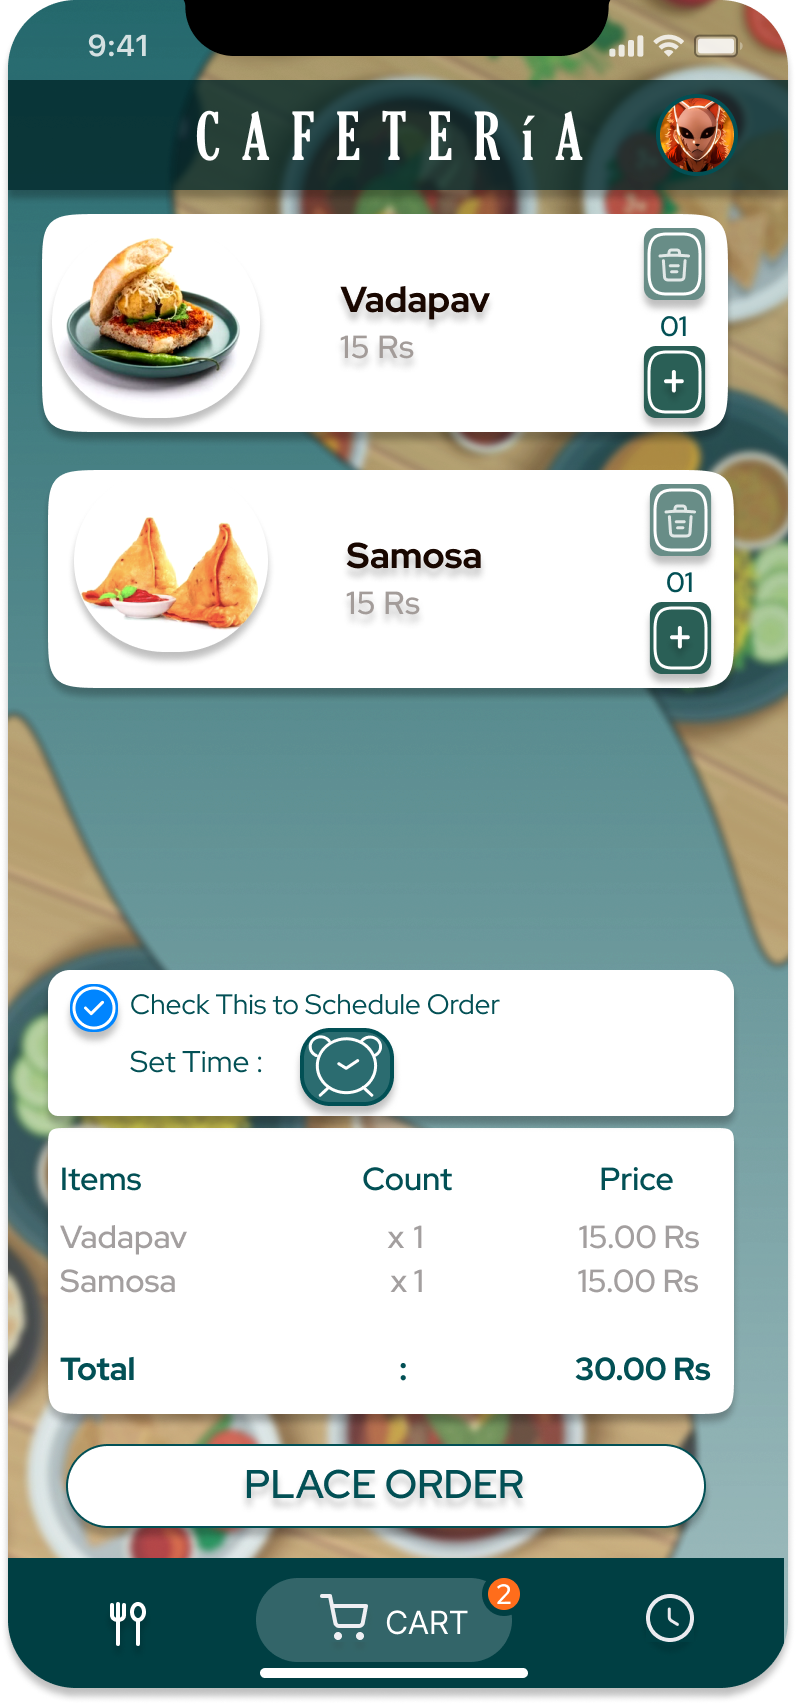 9:41
CAFETERíA
Vadapav
15 Rs
01
Samosa
15 Rs
01
Check This to Schedule Order
Set Time :
Items Count Price
Vadapav x 1 15.00 Rs
Samosa x 1 15.00 Rs
Total : 30.00 Rs
PLACE ORDER
CART 2